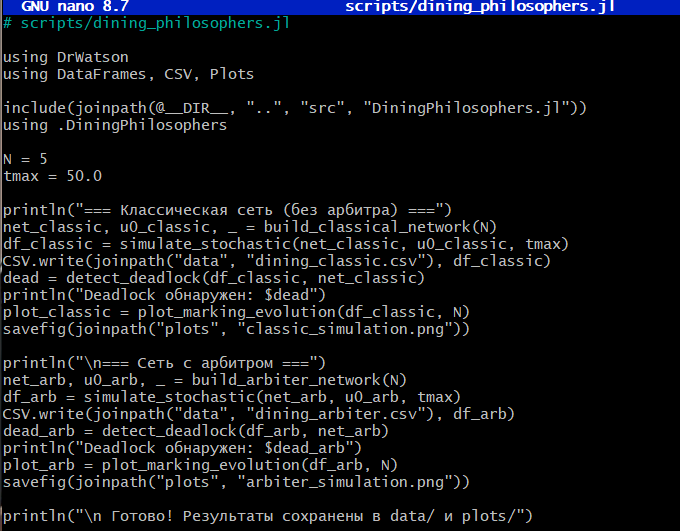 GNU nano 8.7 scripts/dining_philosophers.jl
# scripts/dining_philosophers.jl
using DrWatson
using DataFrames, CSV, Plots
include(joinpath(@__DIR__, "..", "src", "DiningPhilosophers.jl"))
using .DiningPhilosophers
N = 5
tmax = 50.0
println("=== Классическая сеть (без арбитра) ===")
net_classic, u0_classic, _ = build_classical_network(N)
df_classic = simulate_stochastic(net_classic, u0_classic, tmax)
CSV.write(joinpath("data", "dining_classic.csv"), df_classic)
dead = detect_deadlock(df_classic, net_classic)
println("Deadlock обнаружен: $dead")
plot_classic = plot_marking_evolution(df_classic, N)
savefig(joinpath("plots", "classic_simulation.png"))
println("\n=== Сеть с арбитром ===")
net_arb, u0_arb, _ = build_arbiter_network(N)
df_arb = simulate_stochastic(net_arb, u0_arb, tmax)
CSV.write(joinpath("data", "dining_arbiter.csv"), df_arb)
dead_arb = detect_deadlock(df_arb, net_arb)
println("Deadlock обнаружен: $dead_arb")
plot_arb = plot_marking_evolution(df_arb, N)
savefig(joinpath("plots", "arbiter_simulation.png"))
println("\n Готово! Результаты сохранены в data/ и plots/")